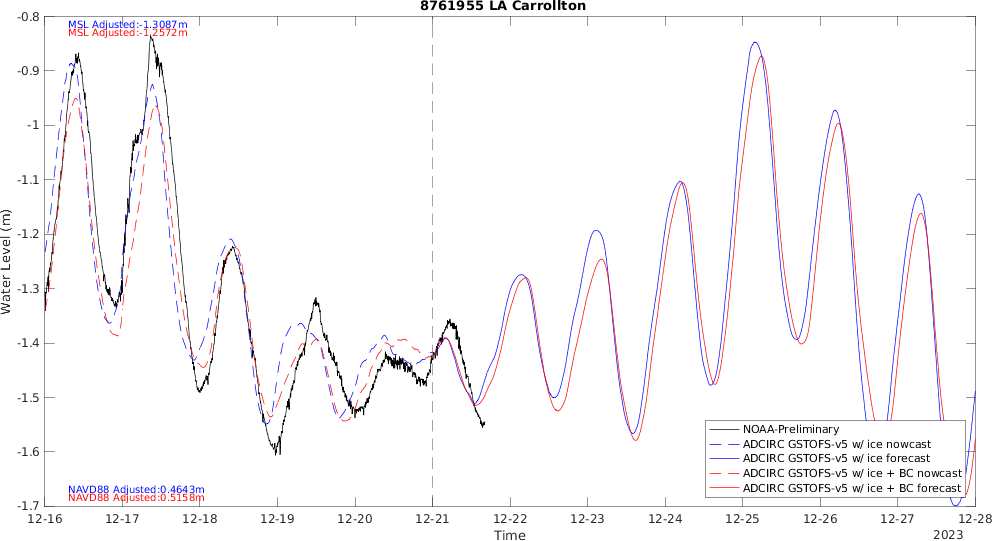 8761955 LA Carrollton
MSL Adjusted:-1.3087m
MSL Adjusted:-1.2572m
-0.8
-0.9
-1
-1.1
-1.2
-1.3
-1.4
-1.5
-1.6
-1.7
Water Level (m)
NOAA-Preliminary
ADCIRC GSTOFS-v5 w/ ice nowcast
ADCIRC GSTOFS-v5 w/ ice forecast
ADCIRC GSTOFS-v5 w/ ice + BC nowcast
ADCIRC GSTOFS-v5 w/ ice + BC forecast
NAVD88 Adjusted:0.4643m
NAVD88 Adjusted:0.5158m
12-16 12-17 12-18 12-19 12-20 12-21 12-22 12-23 12-24 12-25 12-26 12-27 12-28
Time
2023